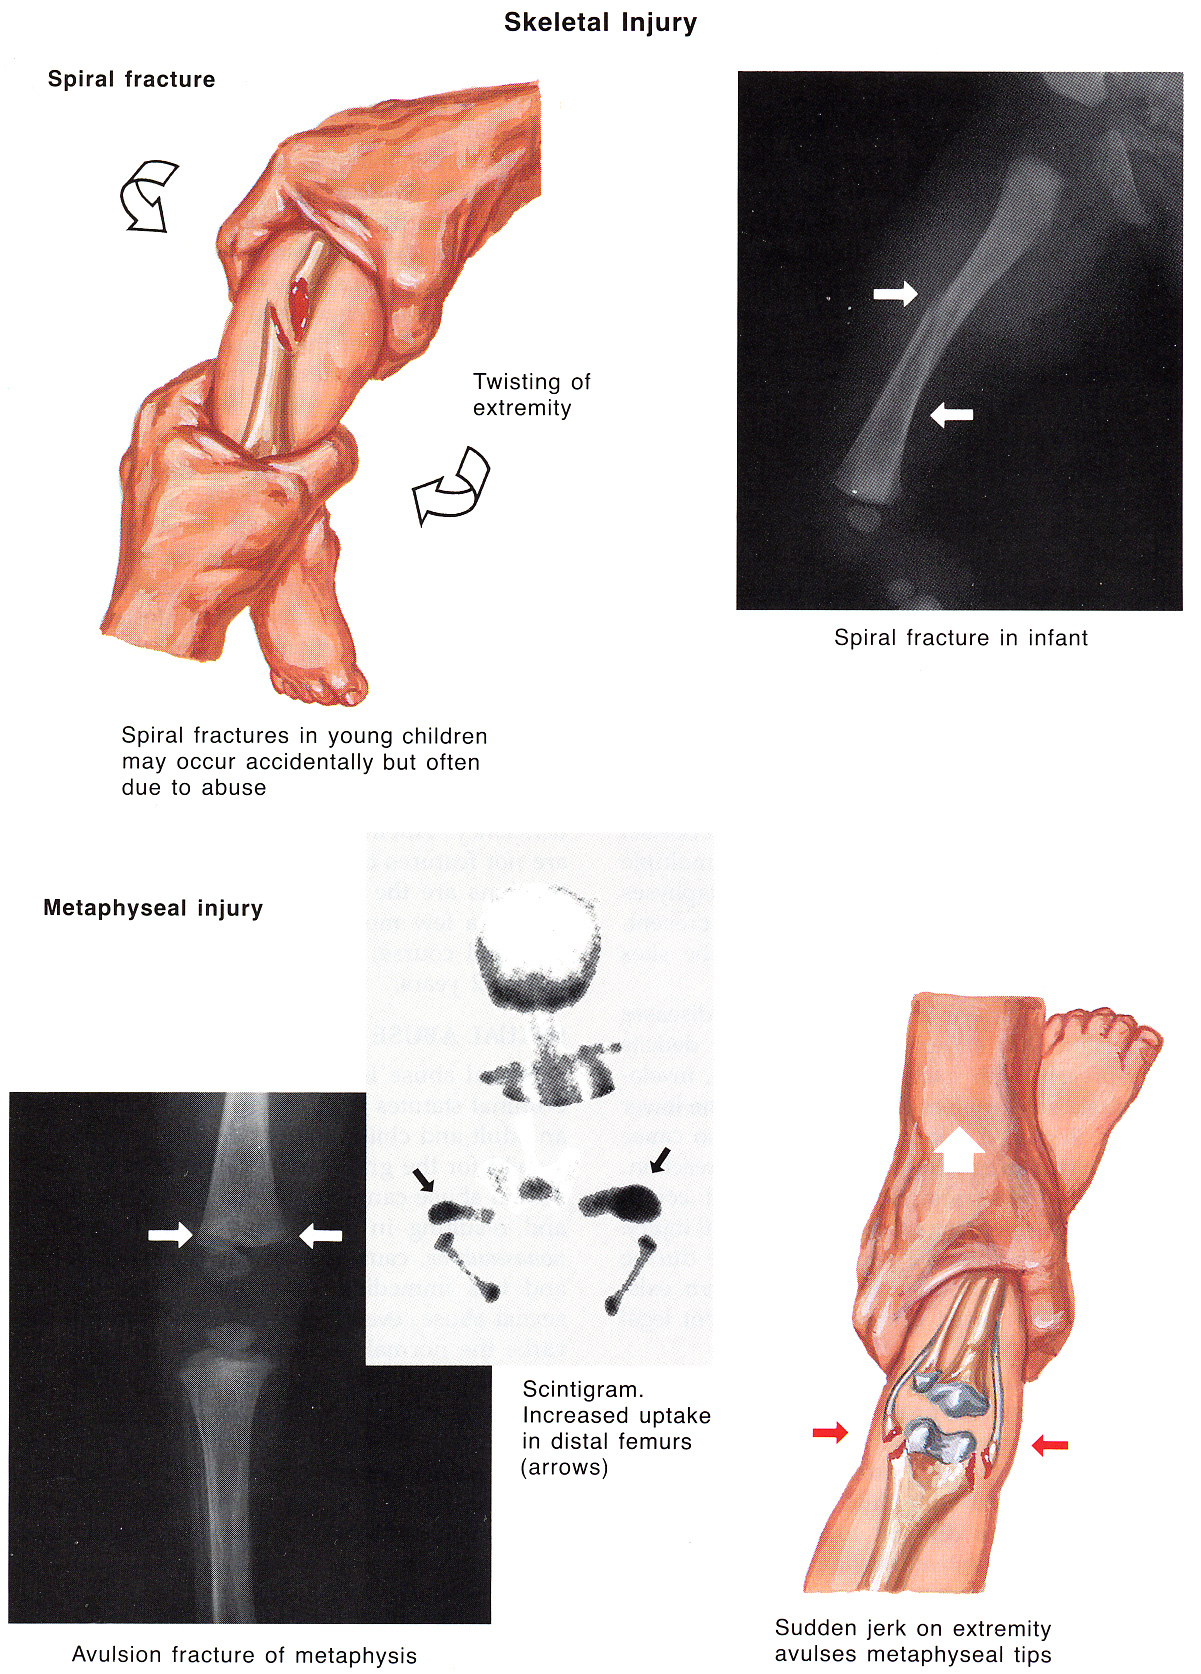 Skeletal Injury
Spiral fracture
Twisting of
extremity
Spiral fracture in infant
Spiral fractures in young children
may occur accidentally but often
due to abuse
Metaphyseal injury
Scintigram.
Increased uptake
in distal femurs
(arrows)
Avulsion fracture of metaphysis
Sudden jerk on extremity
avulses metaphyseal tips